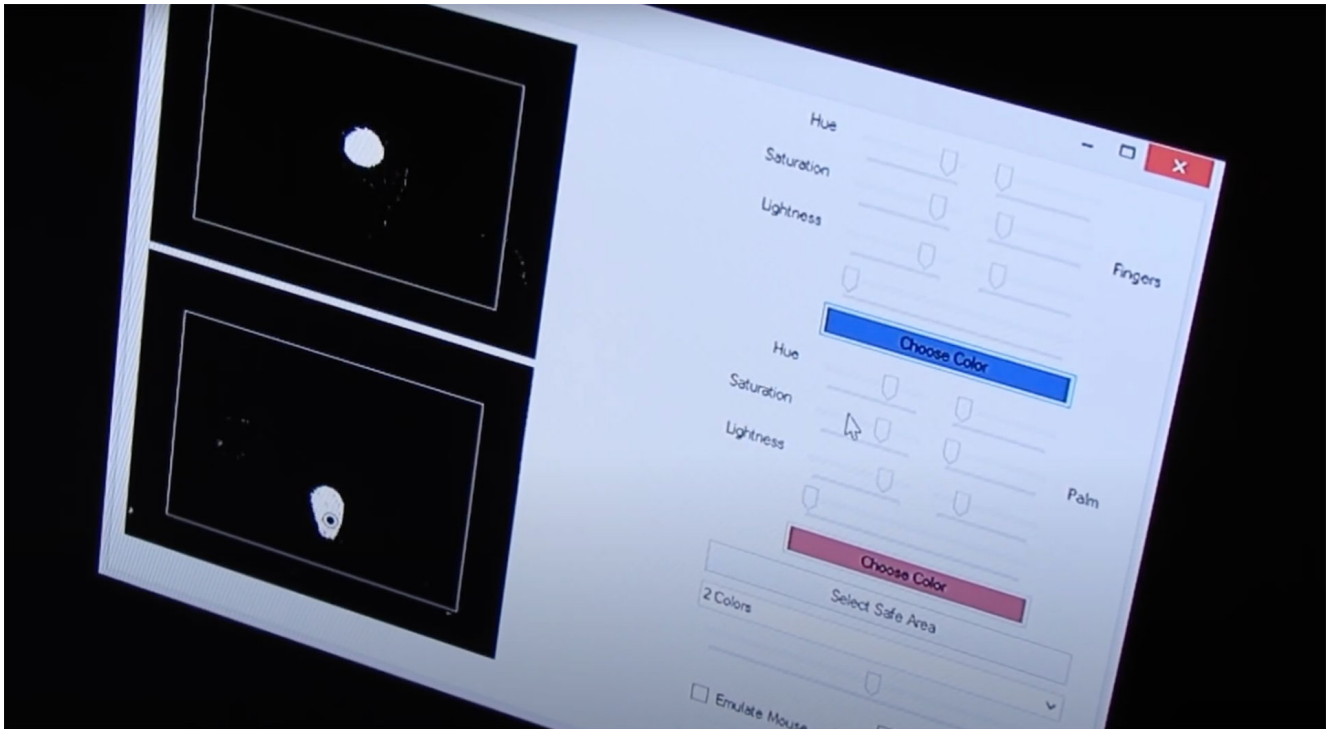 Hue
Saturation
Lightness
Fingers
Choose Color
Hue
Saturation
Lightness
Palm
Choose Color
Select Safe Area
2 Colors
Emulate Mouse